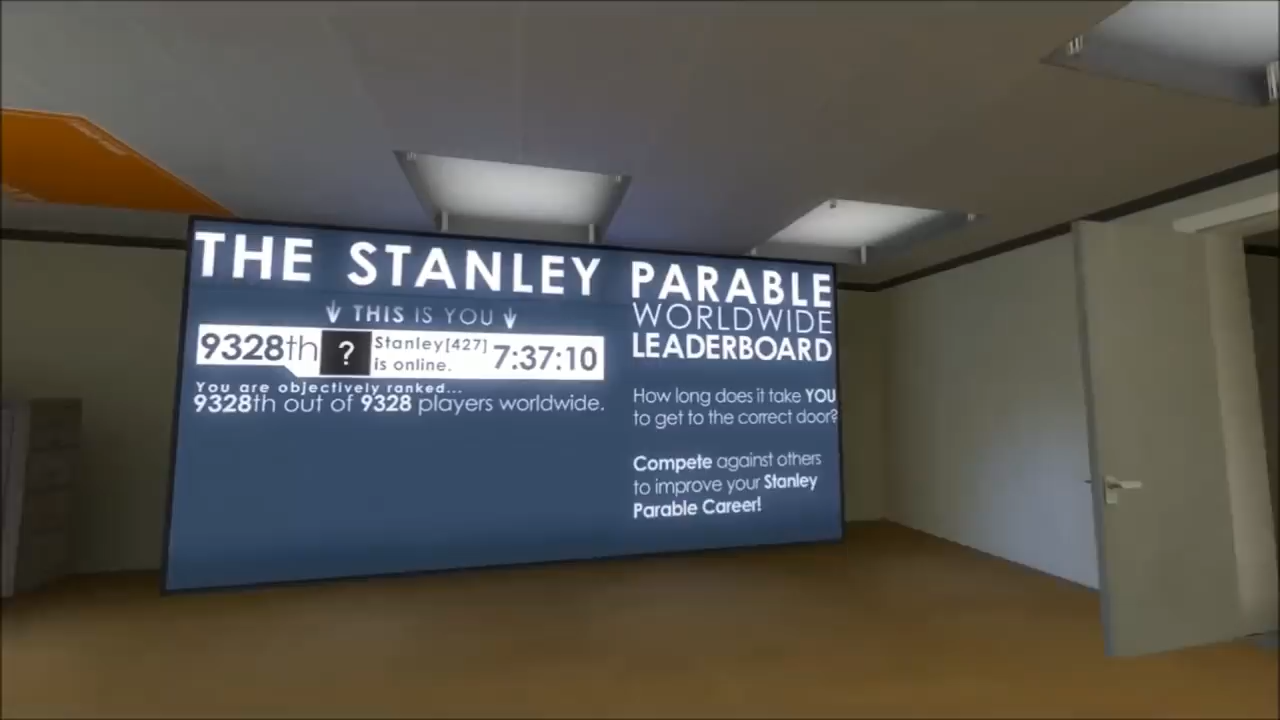 THE STANLEY PARABLE
WORLDWIDE
LEADERBOARD
THIS IS YOU
9328th ? Stanley[427] is online. 7:37:10
You are objectively ranked...
9328th out of 9328 players worldwide.
How long does it take YOU
to get to the correct door?
Compete against others
to improve your Stanley
Parable Career!